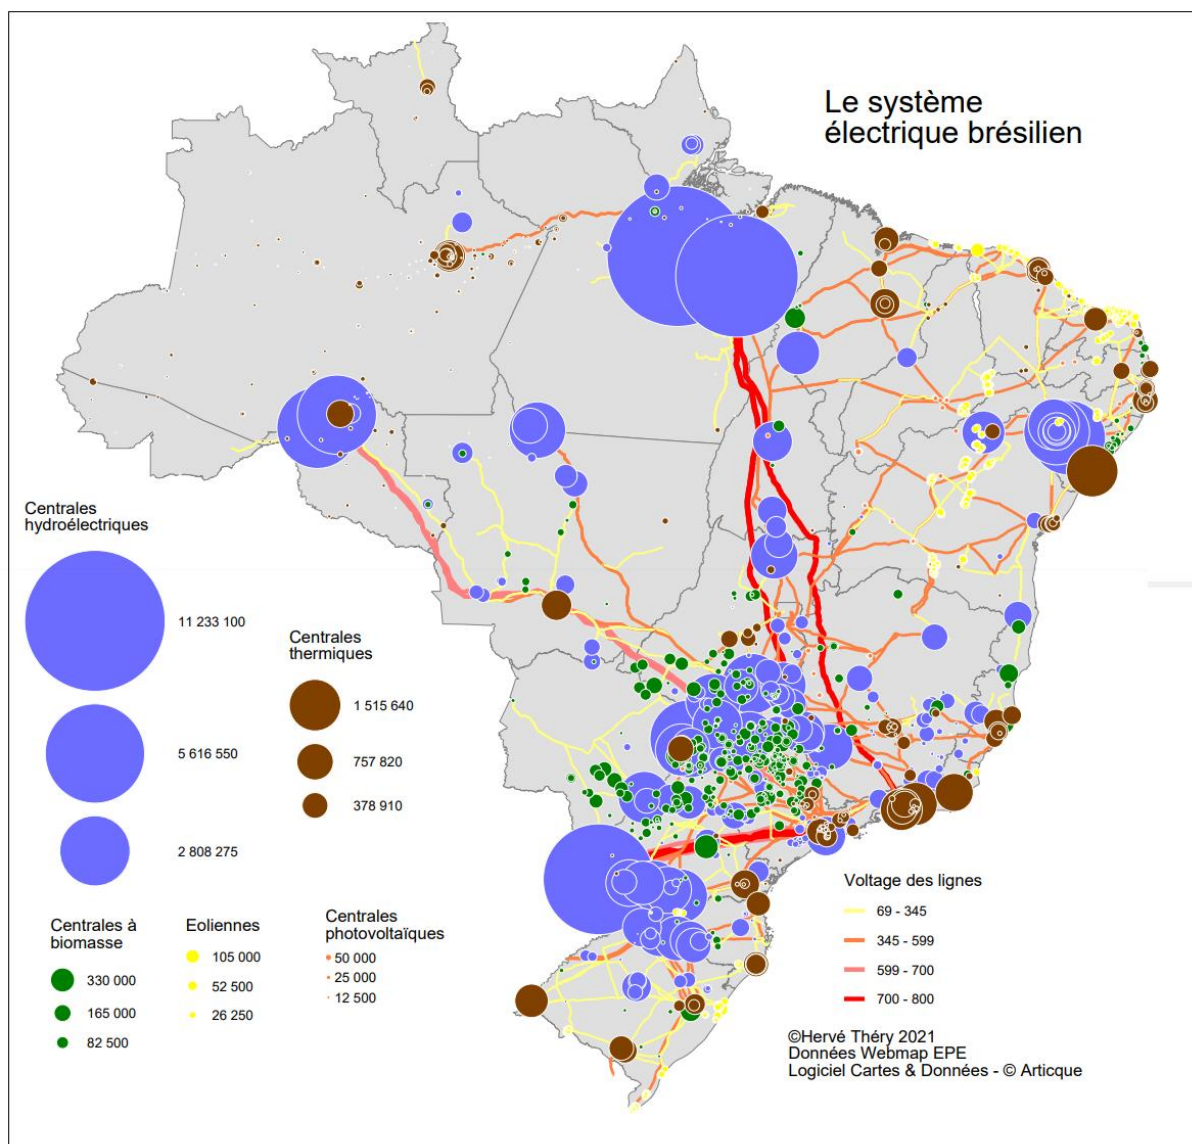 Le système
électrique brésilien
Centrales
hydroélectriques
11 233 100
5 616 550
2 808 275
Centrales
thermiques
1 515 640
757 820
378 910
Centrales à
biomasse
330 000
165 000
82 500
Eoliennes
105 000
52 500
26 250
Centrales
photovoltaïques
50 000
25 000
12 500
Voltage des lignes
69 - 345
345 - 599
599 - 700
700 - 800
©Hervé Théry 2021
Données Webmap EPE
Logiciel Cartes & Données - © Articque